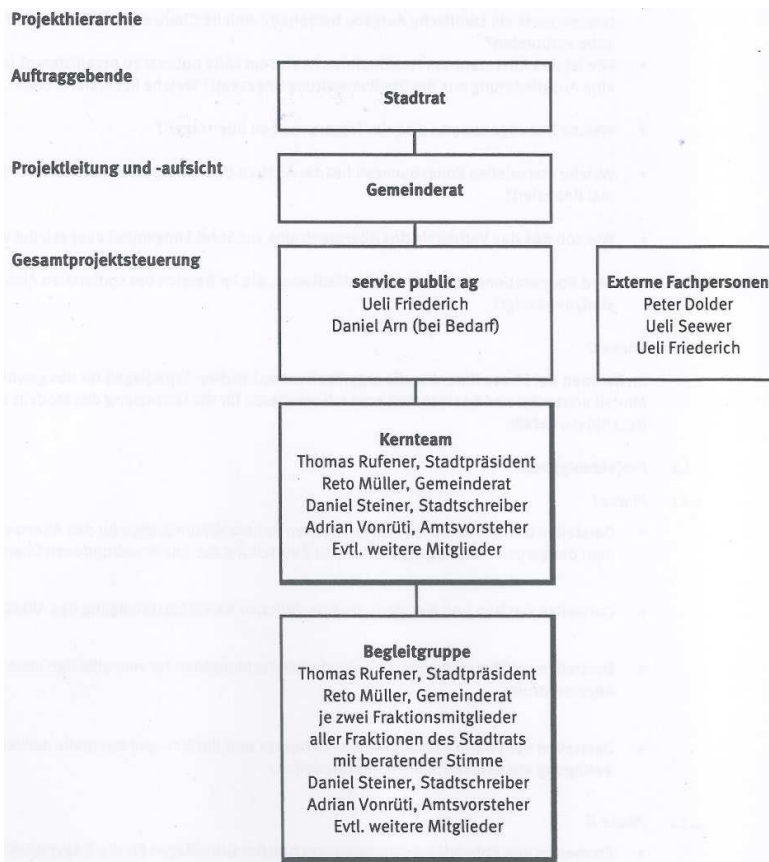 Projekthierarchie
Auftraggebende
Stadtrat
Projektleitung und -aufsicht
Gemeinderat
Gesamtprojektsteuerung
service public ag
Ueli Friederich
Daniel Arn (bei Bedarf)
Externe Fachpersonen
Peter Dolder
Ueli Seewer
Ueli Friederich
Kernteam
Thomas Rufener, Stadtpräsident
Reto Müller, Gemeinderat
Daniel Steiner, Stadtschreiber
Adrian Vonrüti, Amtsvorsteher
Evtl. weitere Mitglieder
Begleitgruppe
Thomas Rufener, Stadtpräsident
Reto Müller, Gemeinderat
je zwei Fraktionsmitglieder
aller Fraktionen des Stadtrats
mit beratender Stimme
Daniel Steiner, Stadtschreiber
Adrian Vonrüti, Amtsvorsteher
Evtl. weitere Mitglieder